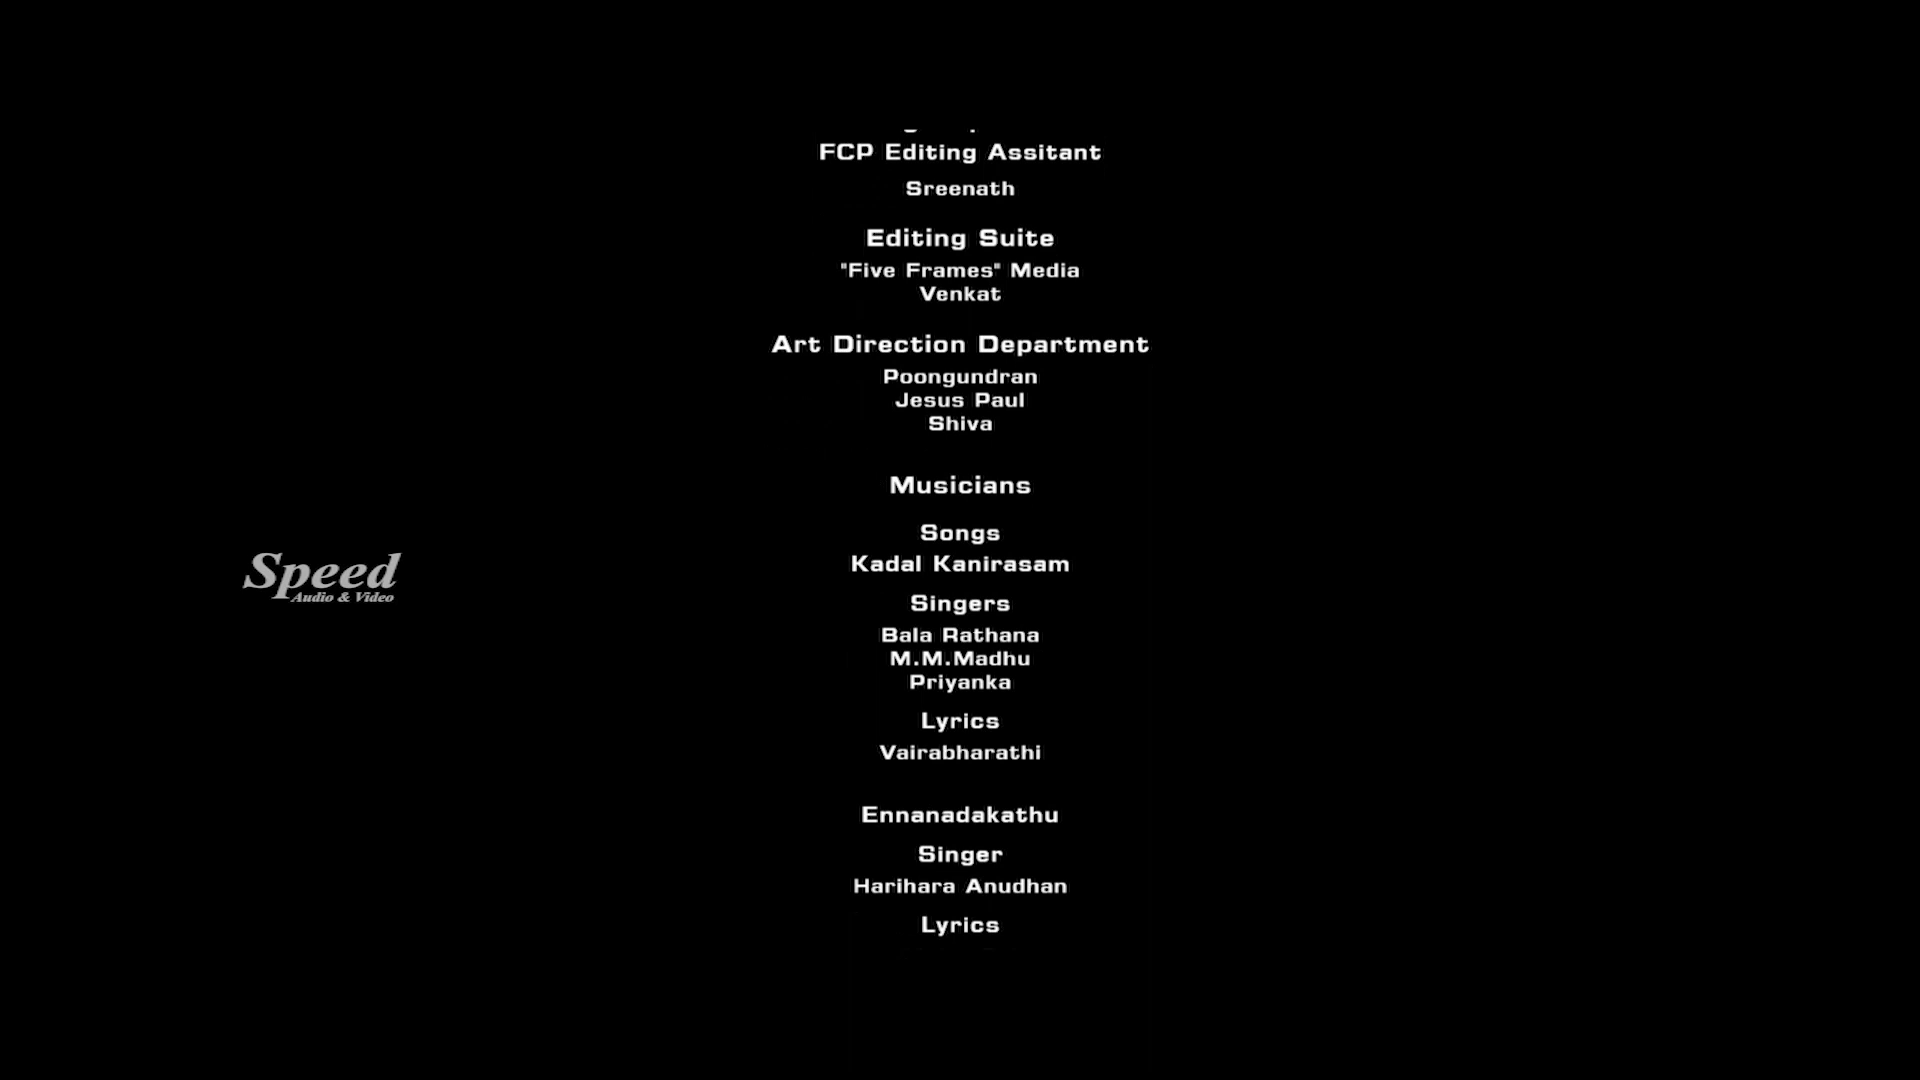 FCP Editing Assitant
Sreenath
Editing Suite
"Five Frames" Media
Venkat
Art Direction Department
Poongundran
Jesus Paul
Shiva
Musicians
Songs
Kadal Kanirasam
Singers
Bala Rathana
M.M.Madhu
Priyanka
Lyrics
Vairabharathi
Ennanadakathu
Singer
Harihara Anudhan
Lyrics
Speed
Audio & Video